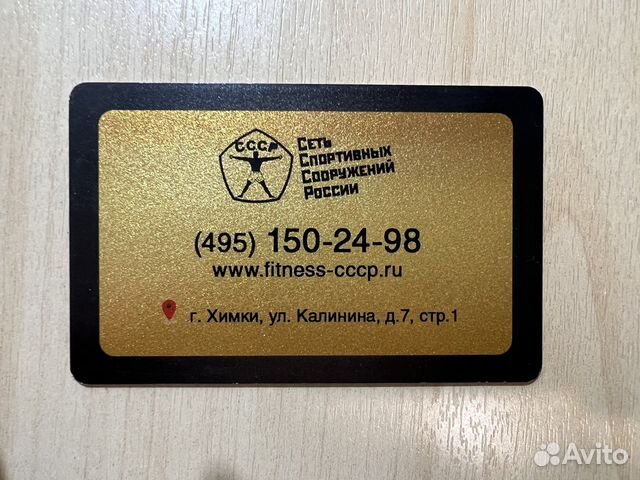 СССР
Сеть
Спортивных
Сооружений
России
(495) 150-24-98
www.fitness-cccp.ru
г. Химки, ул. Калинина, д.7, стр.1
Avito